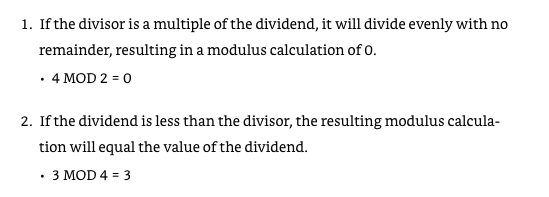 1. If the divisor is a multiple of the dividend, it will divide evenly with no
remainder, resulting in a modulus calculation of 0.
• 4 MOD 2 = 0
2. If the dividend is less than the divisor, the resulting modulus calcula-
tion will equal the value of the dividend.
• 3 MOD 4 = 3